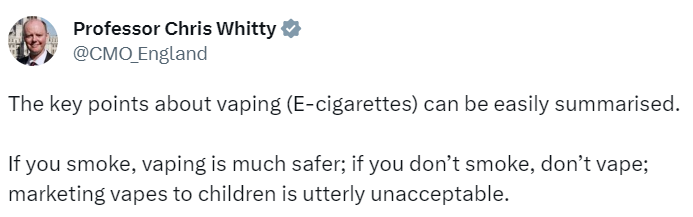 Professor Chris Whitty
@CMO_England
The key points about vaping (E-cigarettes) can be easily summarised.
If you smoke, vaping is much safer; if you don’t smoke, don’t vape;
marketing vapes to children is utterly unacceptable.